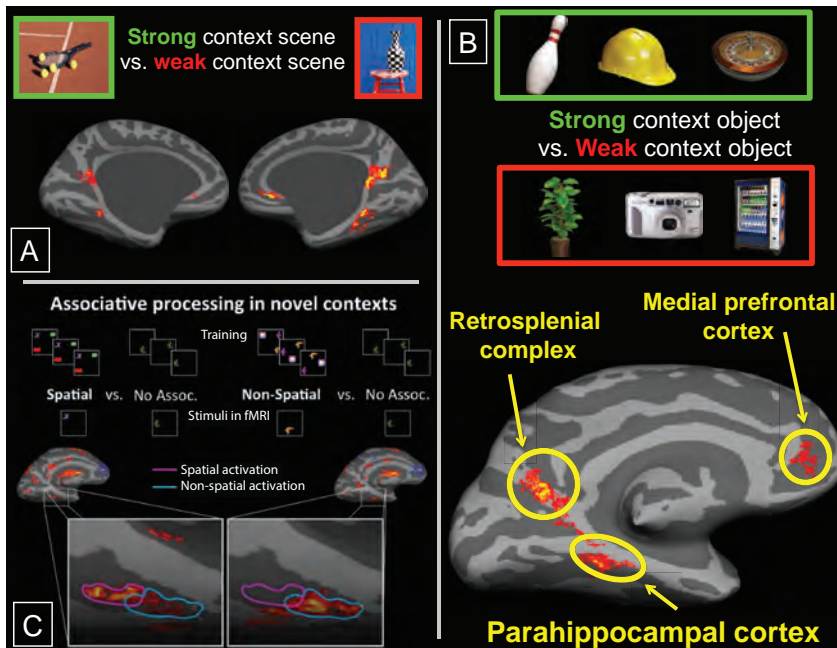 Strong context scene
vs. weak context scene
A
B
Strong context object
vs. Weak context object
Medial prefrontal
cortex
Retrosplenial
complex
Parahippocampal cortex
Associative processing in novel contexts
Training
Spatial vs. No Assoc. Non-Spatial vs. No Assoc.
Stimuli in fMRI
Spatial activation
Non-spatial activation
C